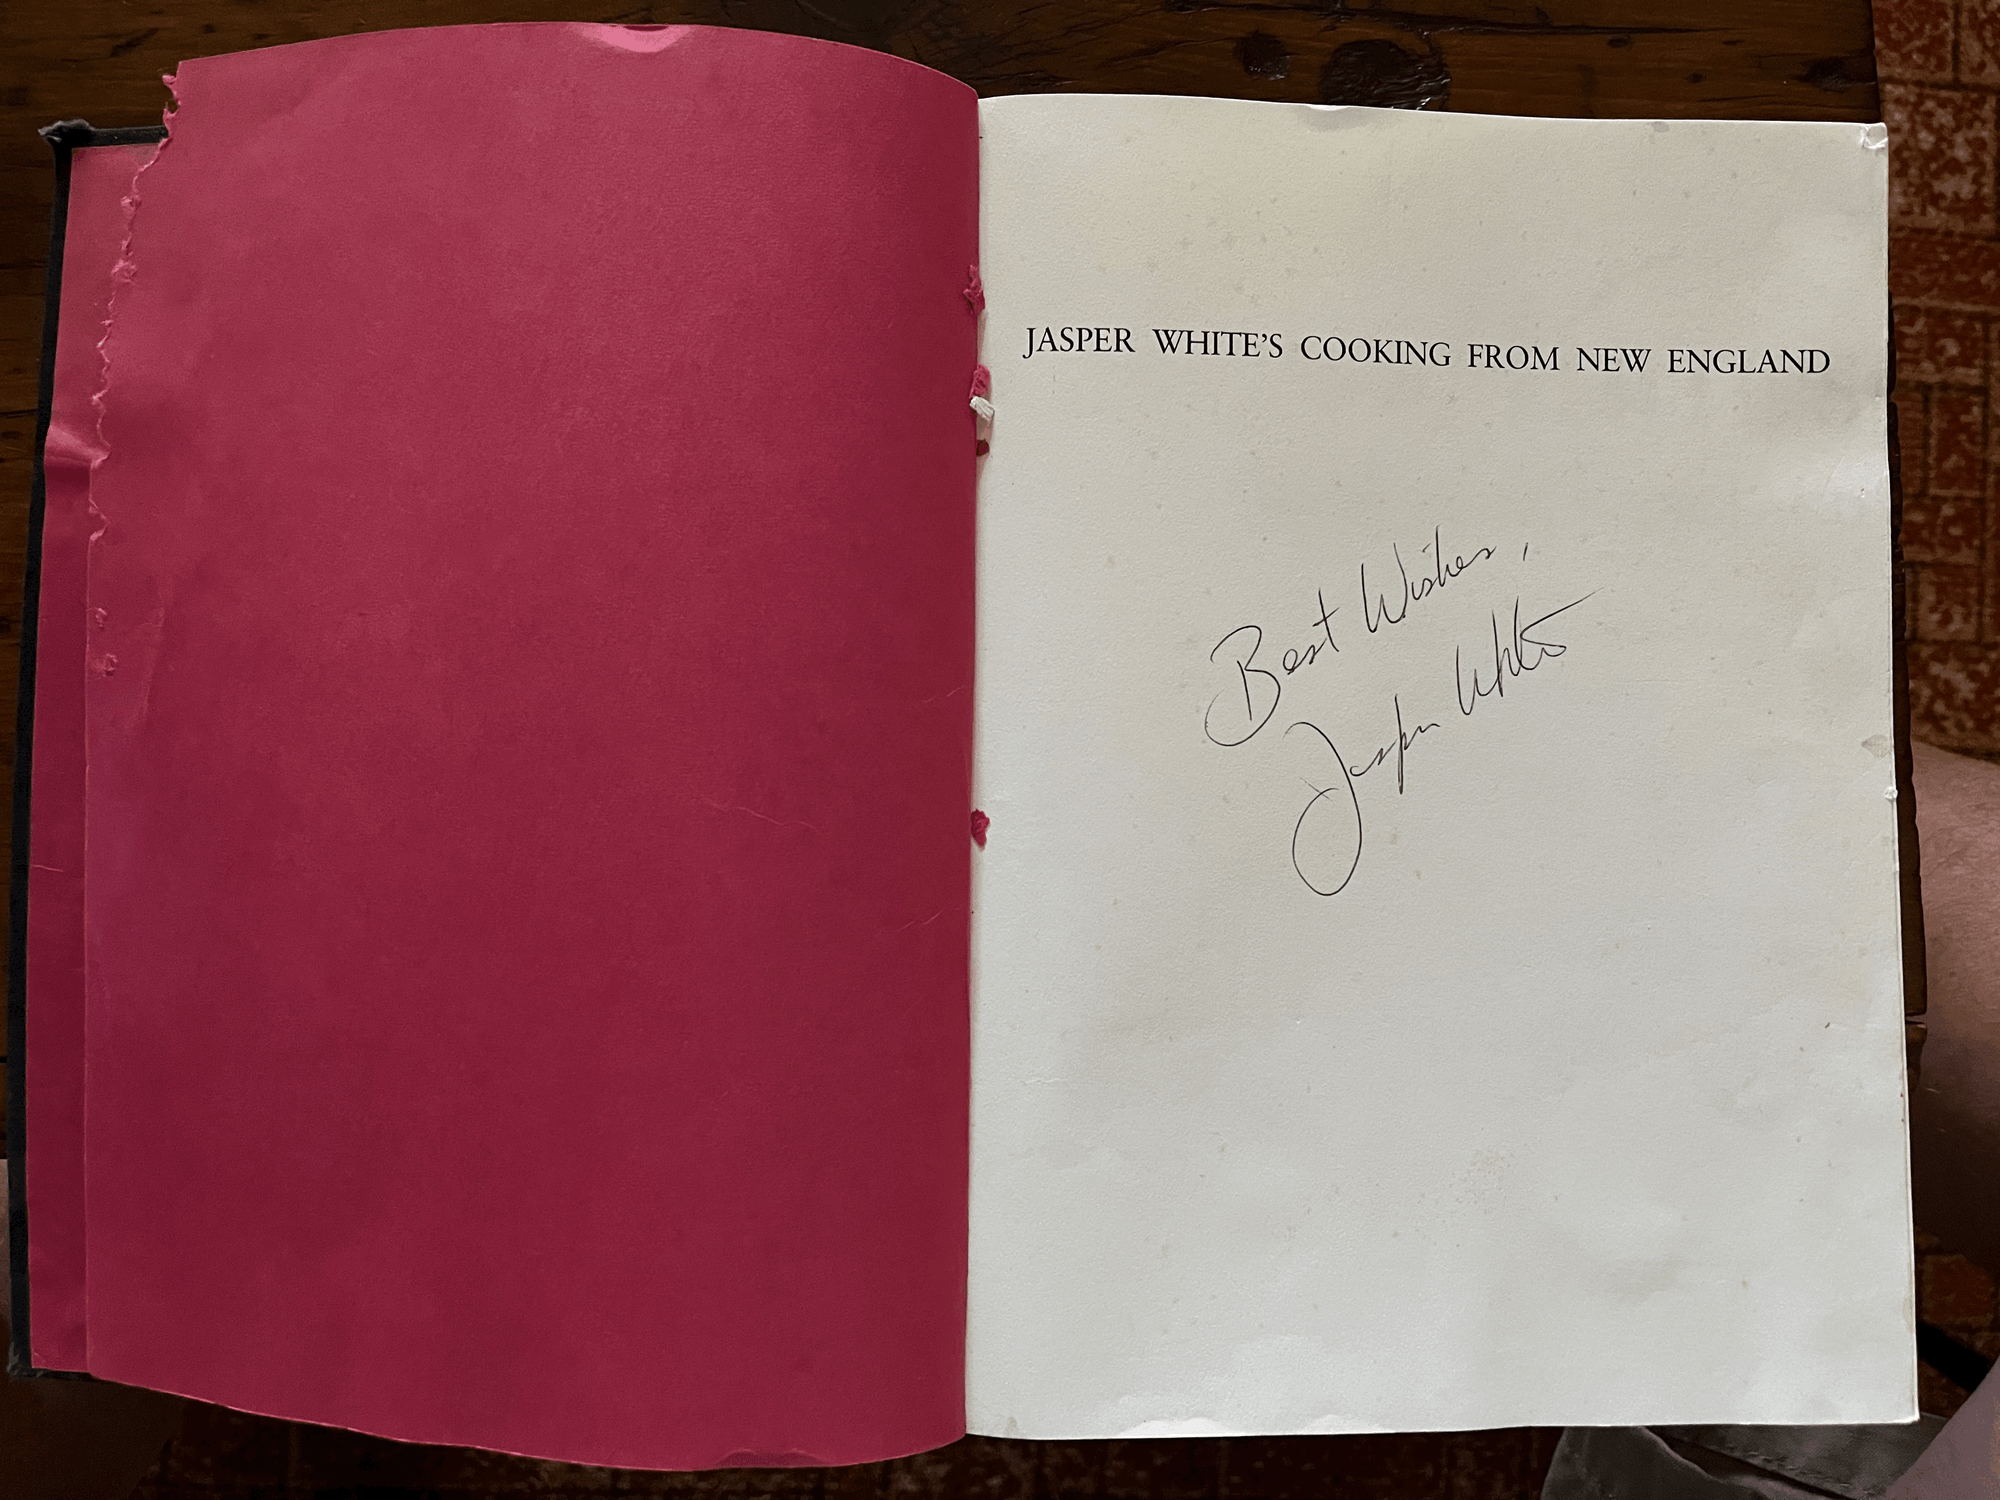 JASPER WHITE’S COOKING FROM NEW ENGLAND
Best Wishes,
Jasper White